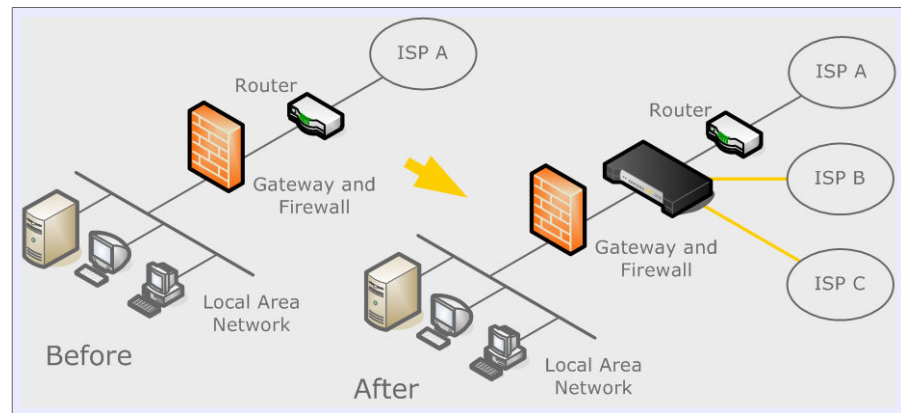 ISP A
Router
Gateway and
Firewall
Local Area
Network
Before
ISP A
Router
ISP B
Gateway and
Firewall
ISP C
Local Area
Network
After